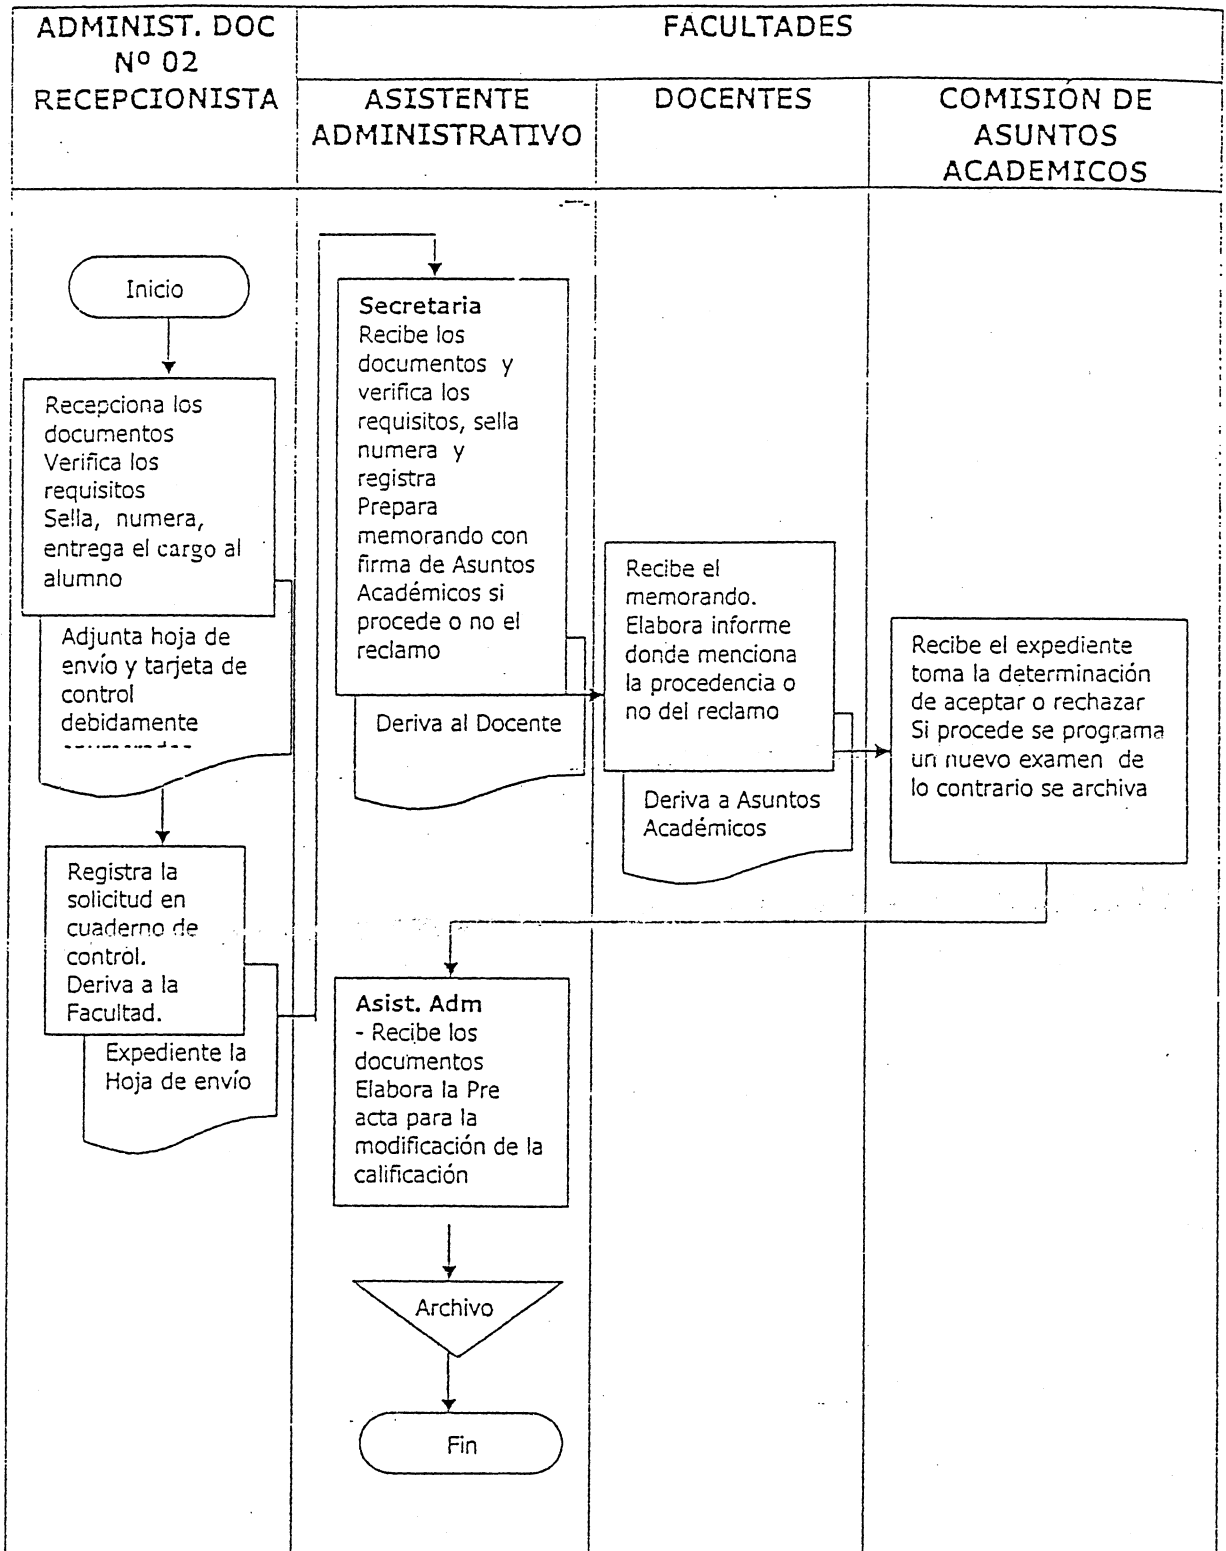 ADMINIST. DOC
Nº 02
RECEPCIONISTA
FACULTADES
ASISTENTE
ADMINISTRATIVO
DOCENTES
COMISIÓN DE
ASUNTOS
ACADEMICOS
Inicio
Recepciona los
documentos
Verifica los
requisitos
Sella, numera,
entrega el cargo al
alumno
Adjunta hoja de
envío y tarjeta de
control
debidamente
Registra la
solicitud en
cuaderno de
control.
Deriva a la
Facultad.
Expediente la
Hoja de envío
Secretaria
Recibe los
documentos y
verifica los
requisitos, sella
numera y
registra
Prepara
memorando con
firma de Asuntos
Académicos si
procede o no el
reclamo
Deriva al Docente
Recibe el
memorando.
Elabora informe
donde menciona
la procedencia o
no del reclamo
Deriva a Asuntos
Académicos
Recibe el expediente
toma la determinación
de aceptar o rechazar
Si procede se programa
un nuevo examen de
lo contrario se archiva
Asist. Adm
- Recibe los
documentos
Elabora la Pre
acta para la
modificación de la
calificación
Archivo
Fin